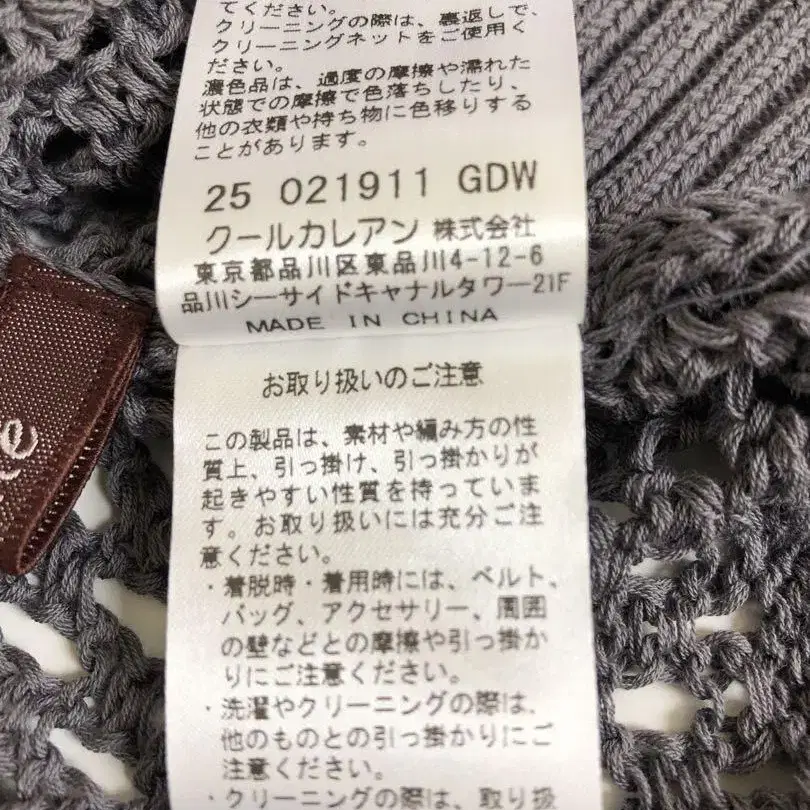 てください。
クリーニングの際は、裏返しで、
クリーニングネットをご使用く
ださい。
濃色品は、過度の摩擦や濡れた
状態での摩擦で色落ちしたり、
他の衣類や持ち物に色移りする
ことがあります。
25 021911 GDW
クールカレアン 株式会社
東京都品川区東品川4-12-6
品川シーサイドキャナルタワー21F
MADE IN CHINA
お取り扱いのご注意
この製品は、素材や編み方の性
質上、引っ掛け、引っ掛かりが
起きやすい性質を持っていま
す。お取り扱いには充分ご注
意ください。
・着脱時・着用時には、ベルト、
バッグ、アクセサリー、周囲
の壁などとの摩擦や引っ掛か
りにご注意ください。
・洗濯やクリーニングの際は、
他のものとの引っ掛かりにご
注意ください。
・クリーニングの際は、取り扱